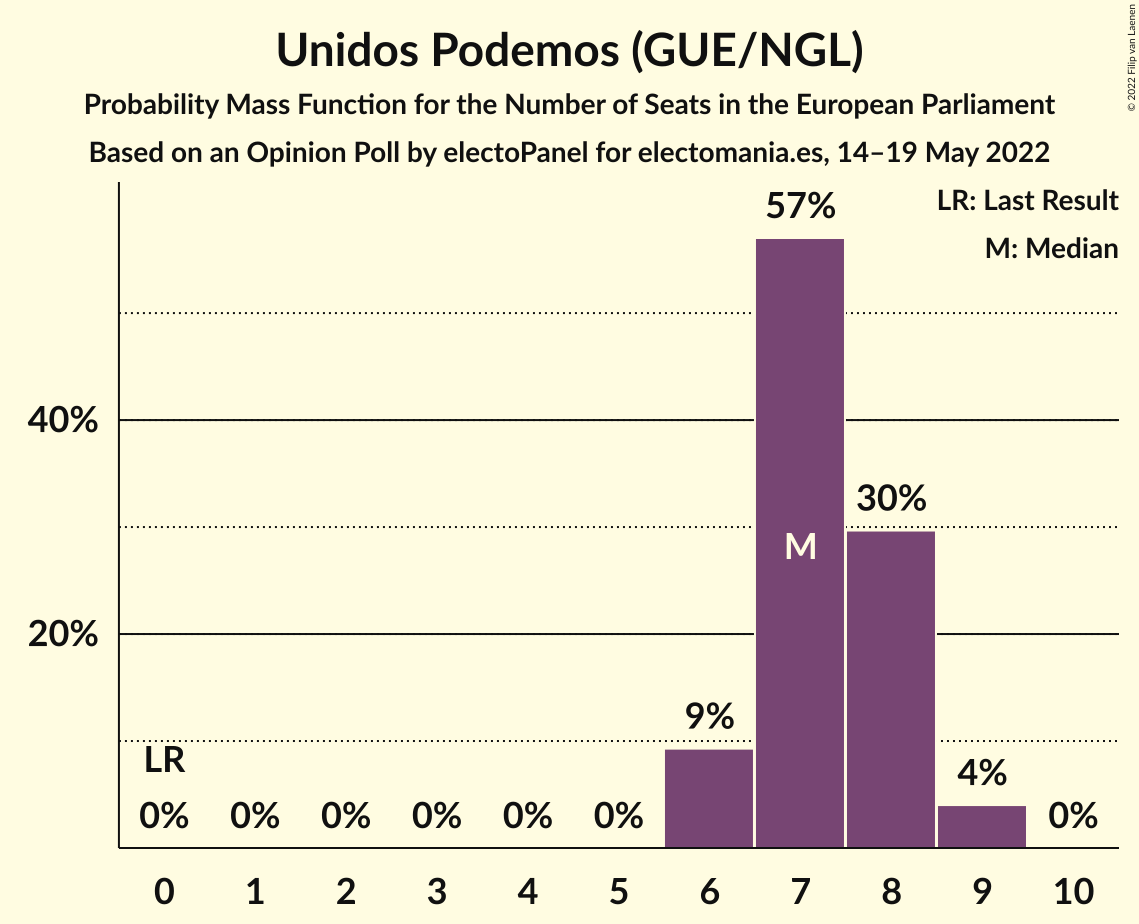 Unidos Podemos (GUE/NGL)
Probability Mass Function for the Number of Seats in the European Parliament
Based on an Opinion Poll by electoPanel for electomania.es, 14–19 May 2022
© 2022 Filip van Laenen
LR: Last Result
M: Median
57%
40%
30%
M
20%
9%
LR
4%
0% 0% 0% 0% 0% 0% 0%
0 1 2 3 4 5 6 7 8 9 10